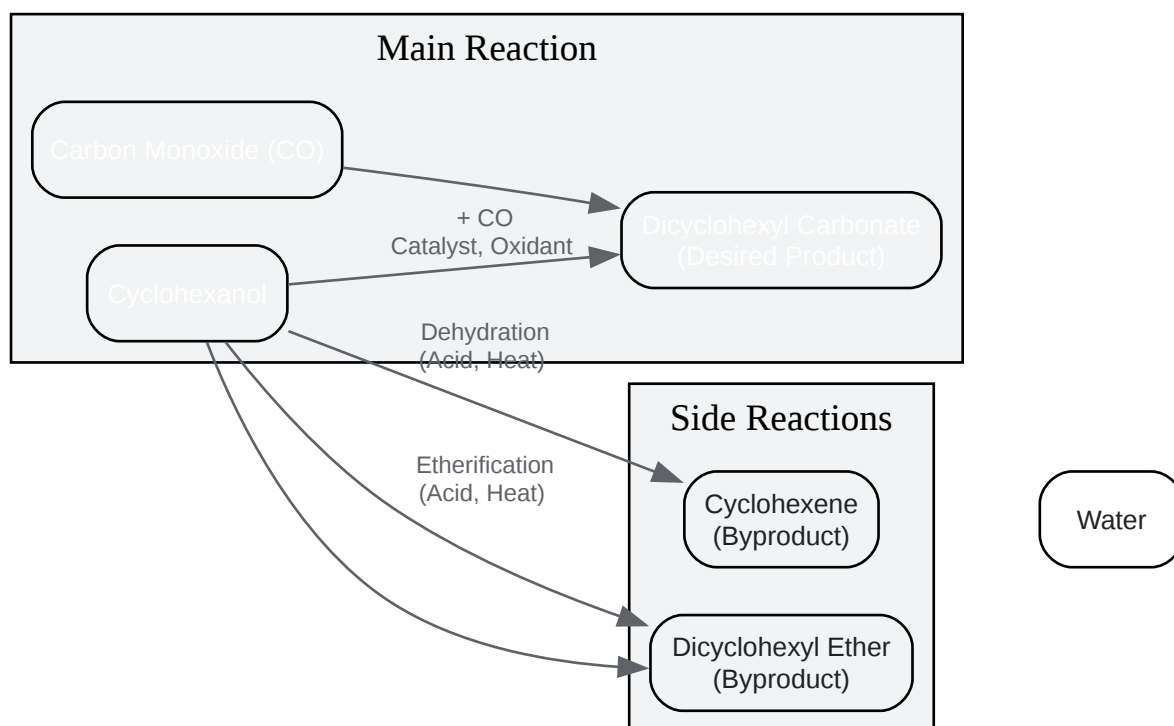 Main Reaction
Carbon Monoxide (CO)
+ CO
Catalyst, Oxidant
Dicyclohexyl Carbonate
(Desired Product)
Cyclohexanol
Dehydration
(Acid, Heat)
Side Reactions
Etherification
(Acid, Heat)
Cyclohexene
(Byproduct)
Water
Dicyclohexyl Ether
(Byproduct)